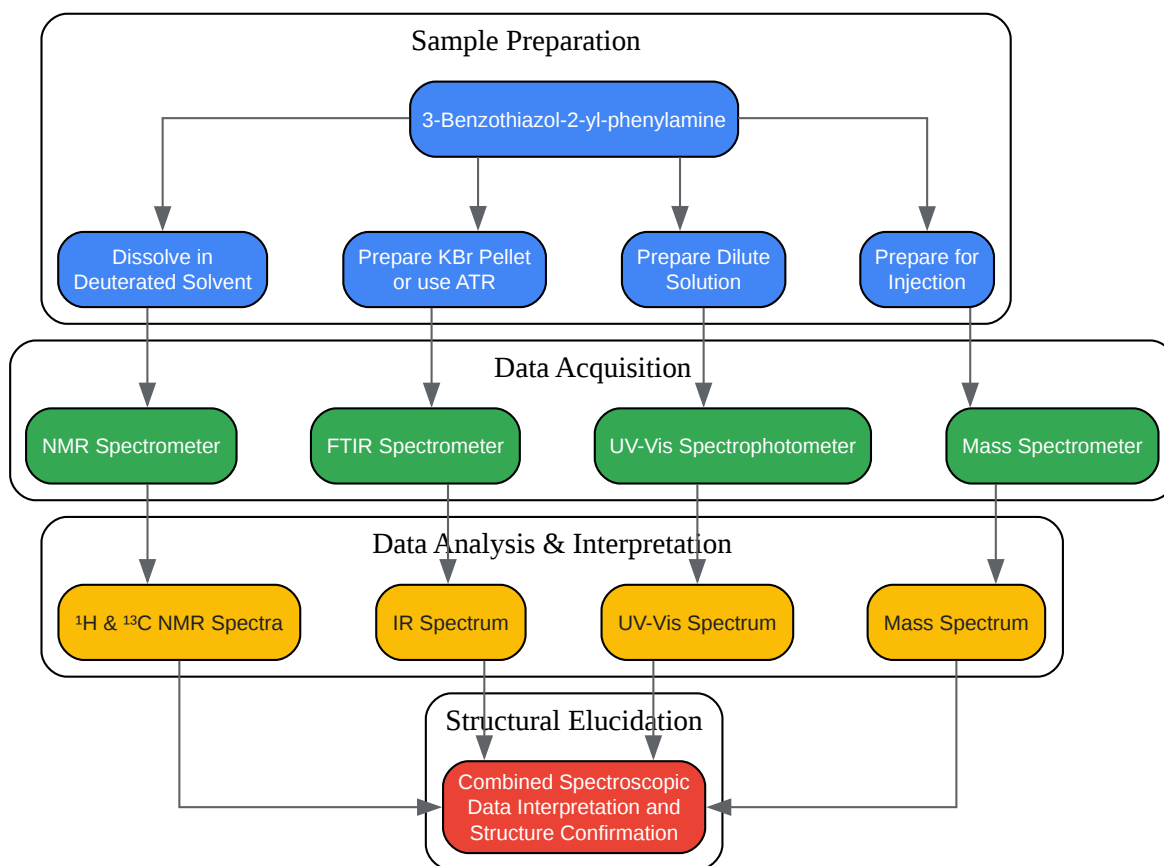 Sample Preparation
3-Benzothiazol-2-yl-phenylamine
Dissolve in
Deuterated Solvent
Prepare KBr Pellet
or use ATR
Prepare Dilute
Solution
Prepare for
Injection
Data Acquisition
NMR Spectrometer
FTIR Spectrometer
UV-Vis Spectrophotometer
Mass Spectrometer
Data Analysis & Interpretation
¹H & ¹³C NMR Spectra
IR Spectrum
UV-Vis Spectrum
Mass Spectrum
Structural Elucidation
Combined Spectroscopic
Data Interpretation and
Structure Confirmation